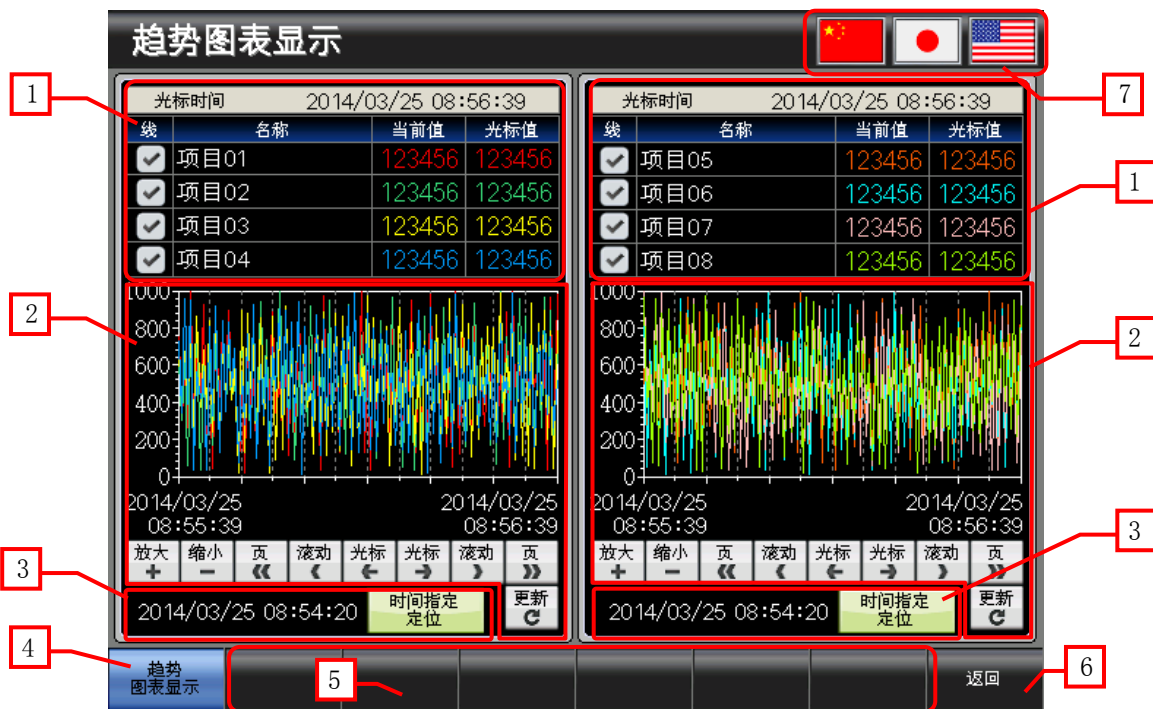 趋势图表显示
7
1
光标时间 2014/03/25 08:56:39
线 名称 当前值 光标值
项目01 123456 123456
项目02 123456 123456
项目03 123456 123456
项目04 123456 123456
2
1000
800
600
400
200
0
2014/03/25
08:55:39
2014/03/25
08:56:39
放大 缩小 页 滚动 光标 光标 滚动 页
3
2014/03/25 08:54:20
时间指定
定位
更新
光标时间 2014/03/25 08:56:39
线 名称 当前值 光标值
1
项目05 123456 123456
项目06 123456 123456
项目07 123456 123456
项目08 123456 123456
2
1000
800
600
400
200
0
2014/03/25
08:55:39
2014/03/25
08:56:39
放大 缩小 页 滚动 光标 光标 滚动 页
3
2014/03/25 08:54:20
时间指定
定位
更新
4
趋势
图表显示
5
返回
6